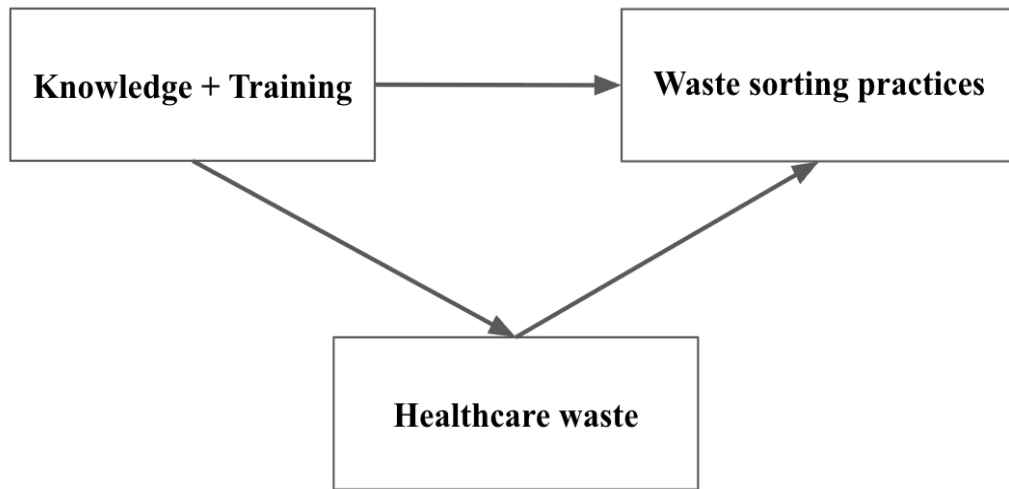 Knowledge + Training
Waste sorting practices
Healthcare waste